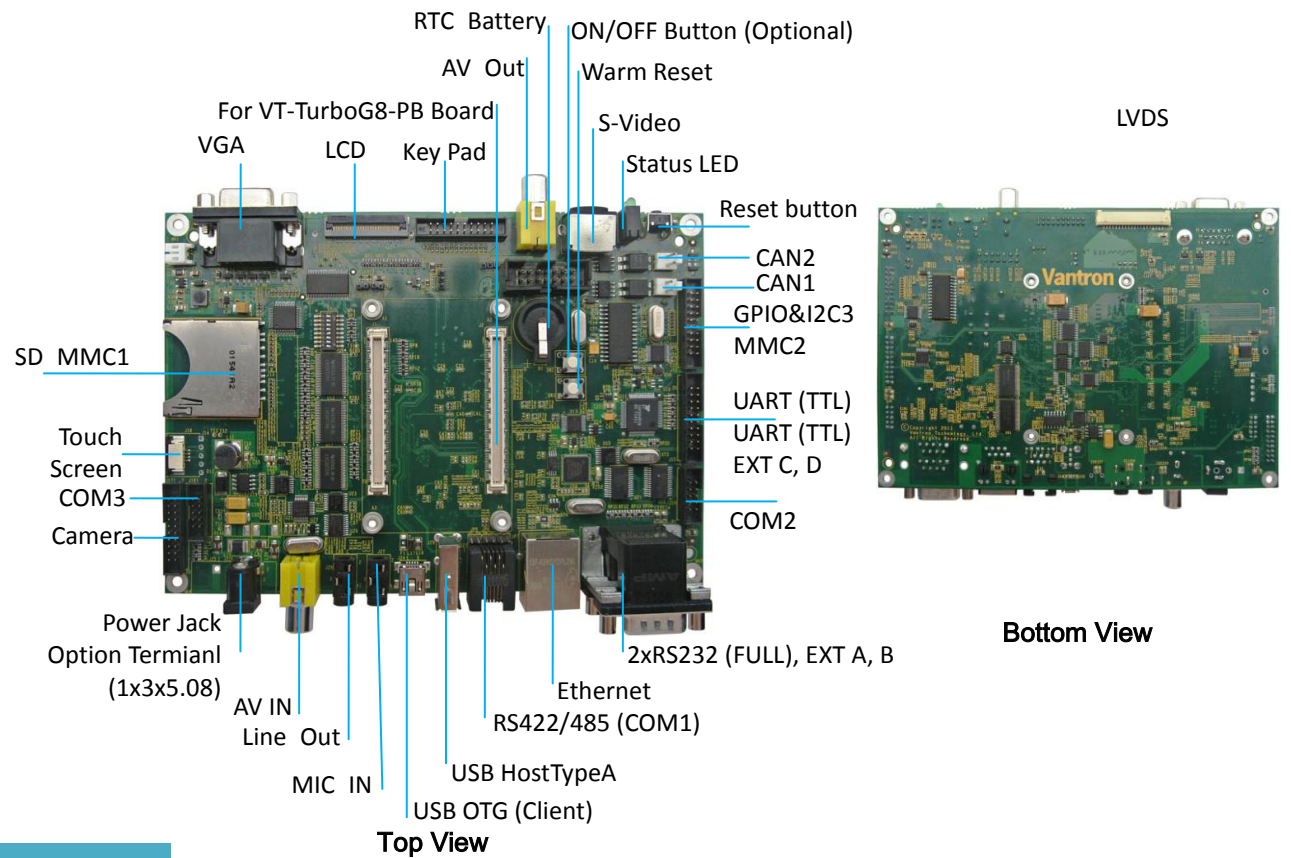 RTC Battery
ON/OFF Button (Optional)
AV Out
Warm Reset
For VT-TurboG8-PB Board
S-Video
VGA
LCD
Key Pad
Status LED
LVDS
Reset button
CAN2
CAN1
GPIO&I2C3
MMC2
SD MMC1
UART (TTL)
UART (TTL)
EXT C, D
Touch
Screen
COM3
COM2
Camera
Vantron
AMP
Power Jack
Option Termianl
(1x3x5.08)
2xRS232 (FULL), EXT A, B
Ethernet
AV IN
RS422/485 (COM1)
Line Out
USB HostTypeA
MIC IN
USB OTG (Client)
Top View
Bottom View